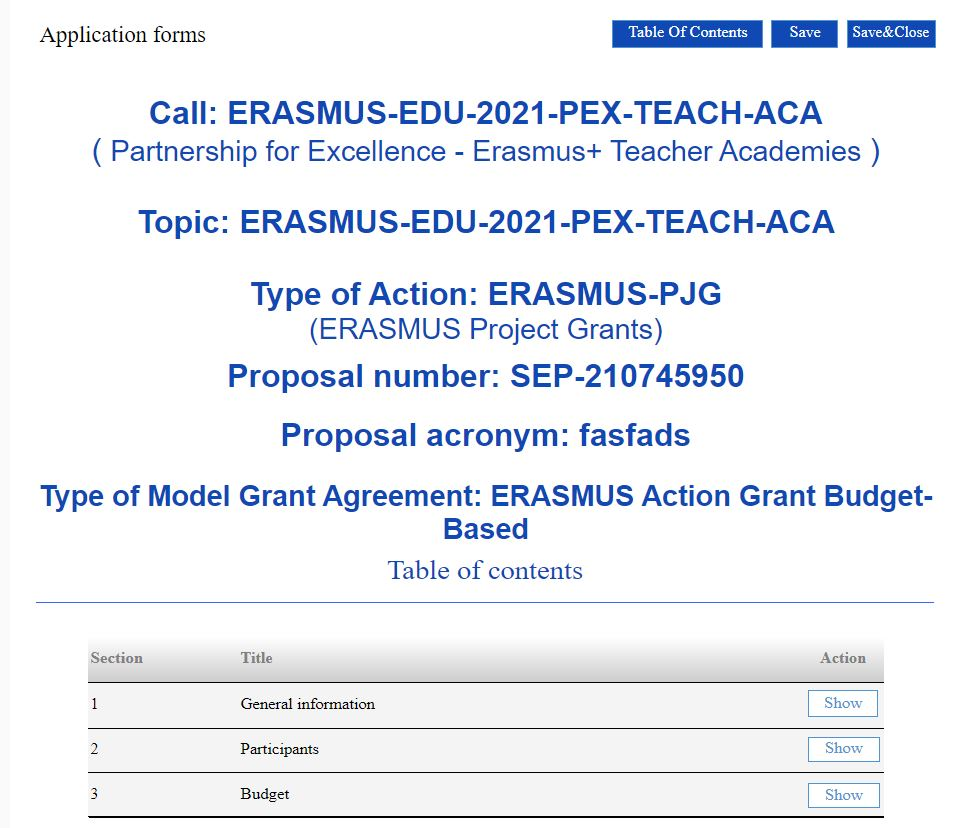 Application forms
Table Of Contents Save Save&Close
Call: ERASMUS-EDU-2021-PEX-TEACH-ACA
( Partnership for Excellence - Erasmus+ Teacher Academies )
Topic: ERASMUS-EDU-2021-PEX-TEACH-ACA
Type of Action: ERASMUS-PJG
(ERASMUS Project Grants)
Proposal number: SEP-210745950
Proposal acronym: fasfads
Type of Model Grant Agreement: ERASMUS Action Grant Budget-
Based
Table of contents
Section Title Action
1 General information Show
2 Participants Show
3 Budget Show